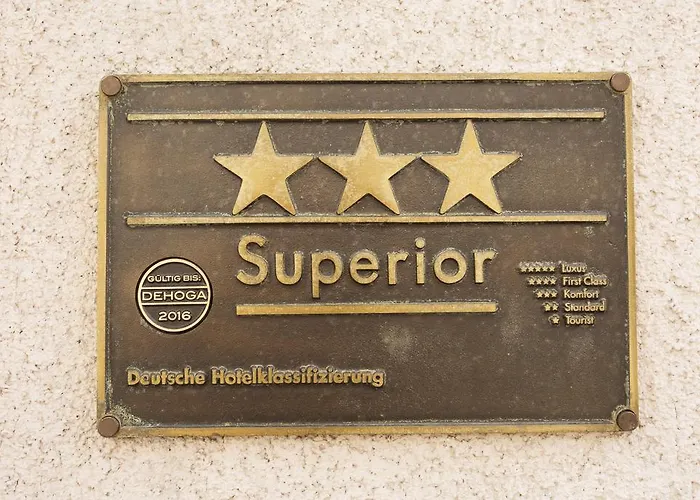 Superior
GÜLTIG BIS:
DEHOGA
2016
★★★★★ Luxus
★★★★ First Class
★★★ Komfort
★★ Standard
★ Tourist
Deutsche Hotelklassifizierung